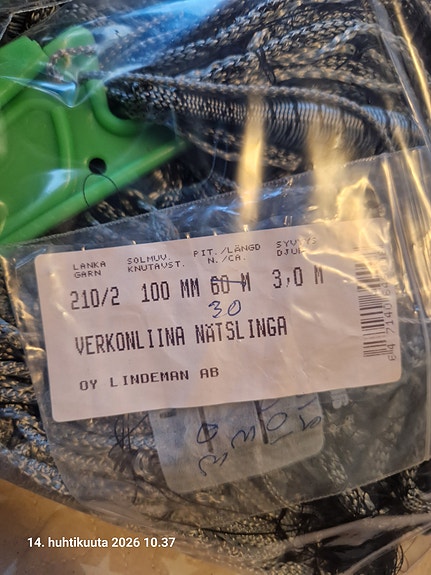 LANKA SOLMUV. PIT./LÄNGD SYVYYS
GARN KNUTAVST. N./CA. DJUP
210/2 100 MM 60 M 3,0 M
30
VERKONLIINA NÄTSLINGA
OY LINDEMAN AB
14. huhtikuuta 2026 10.37